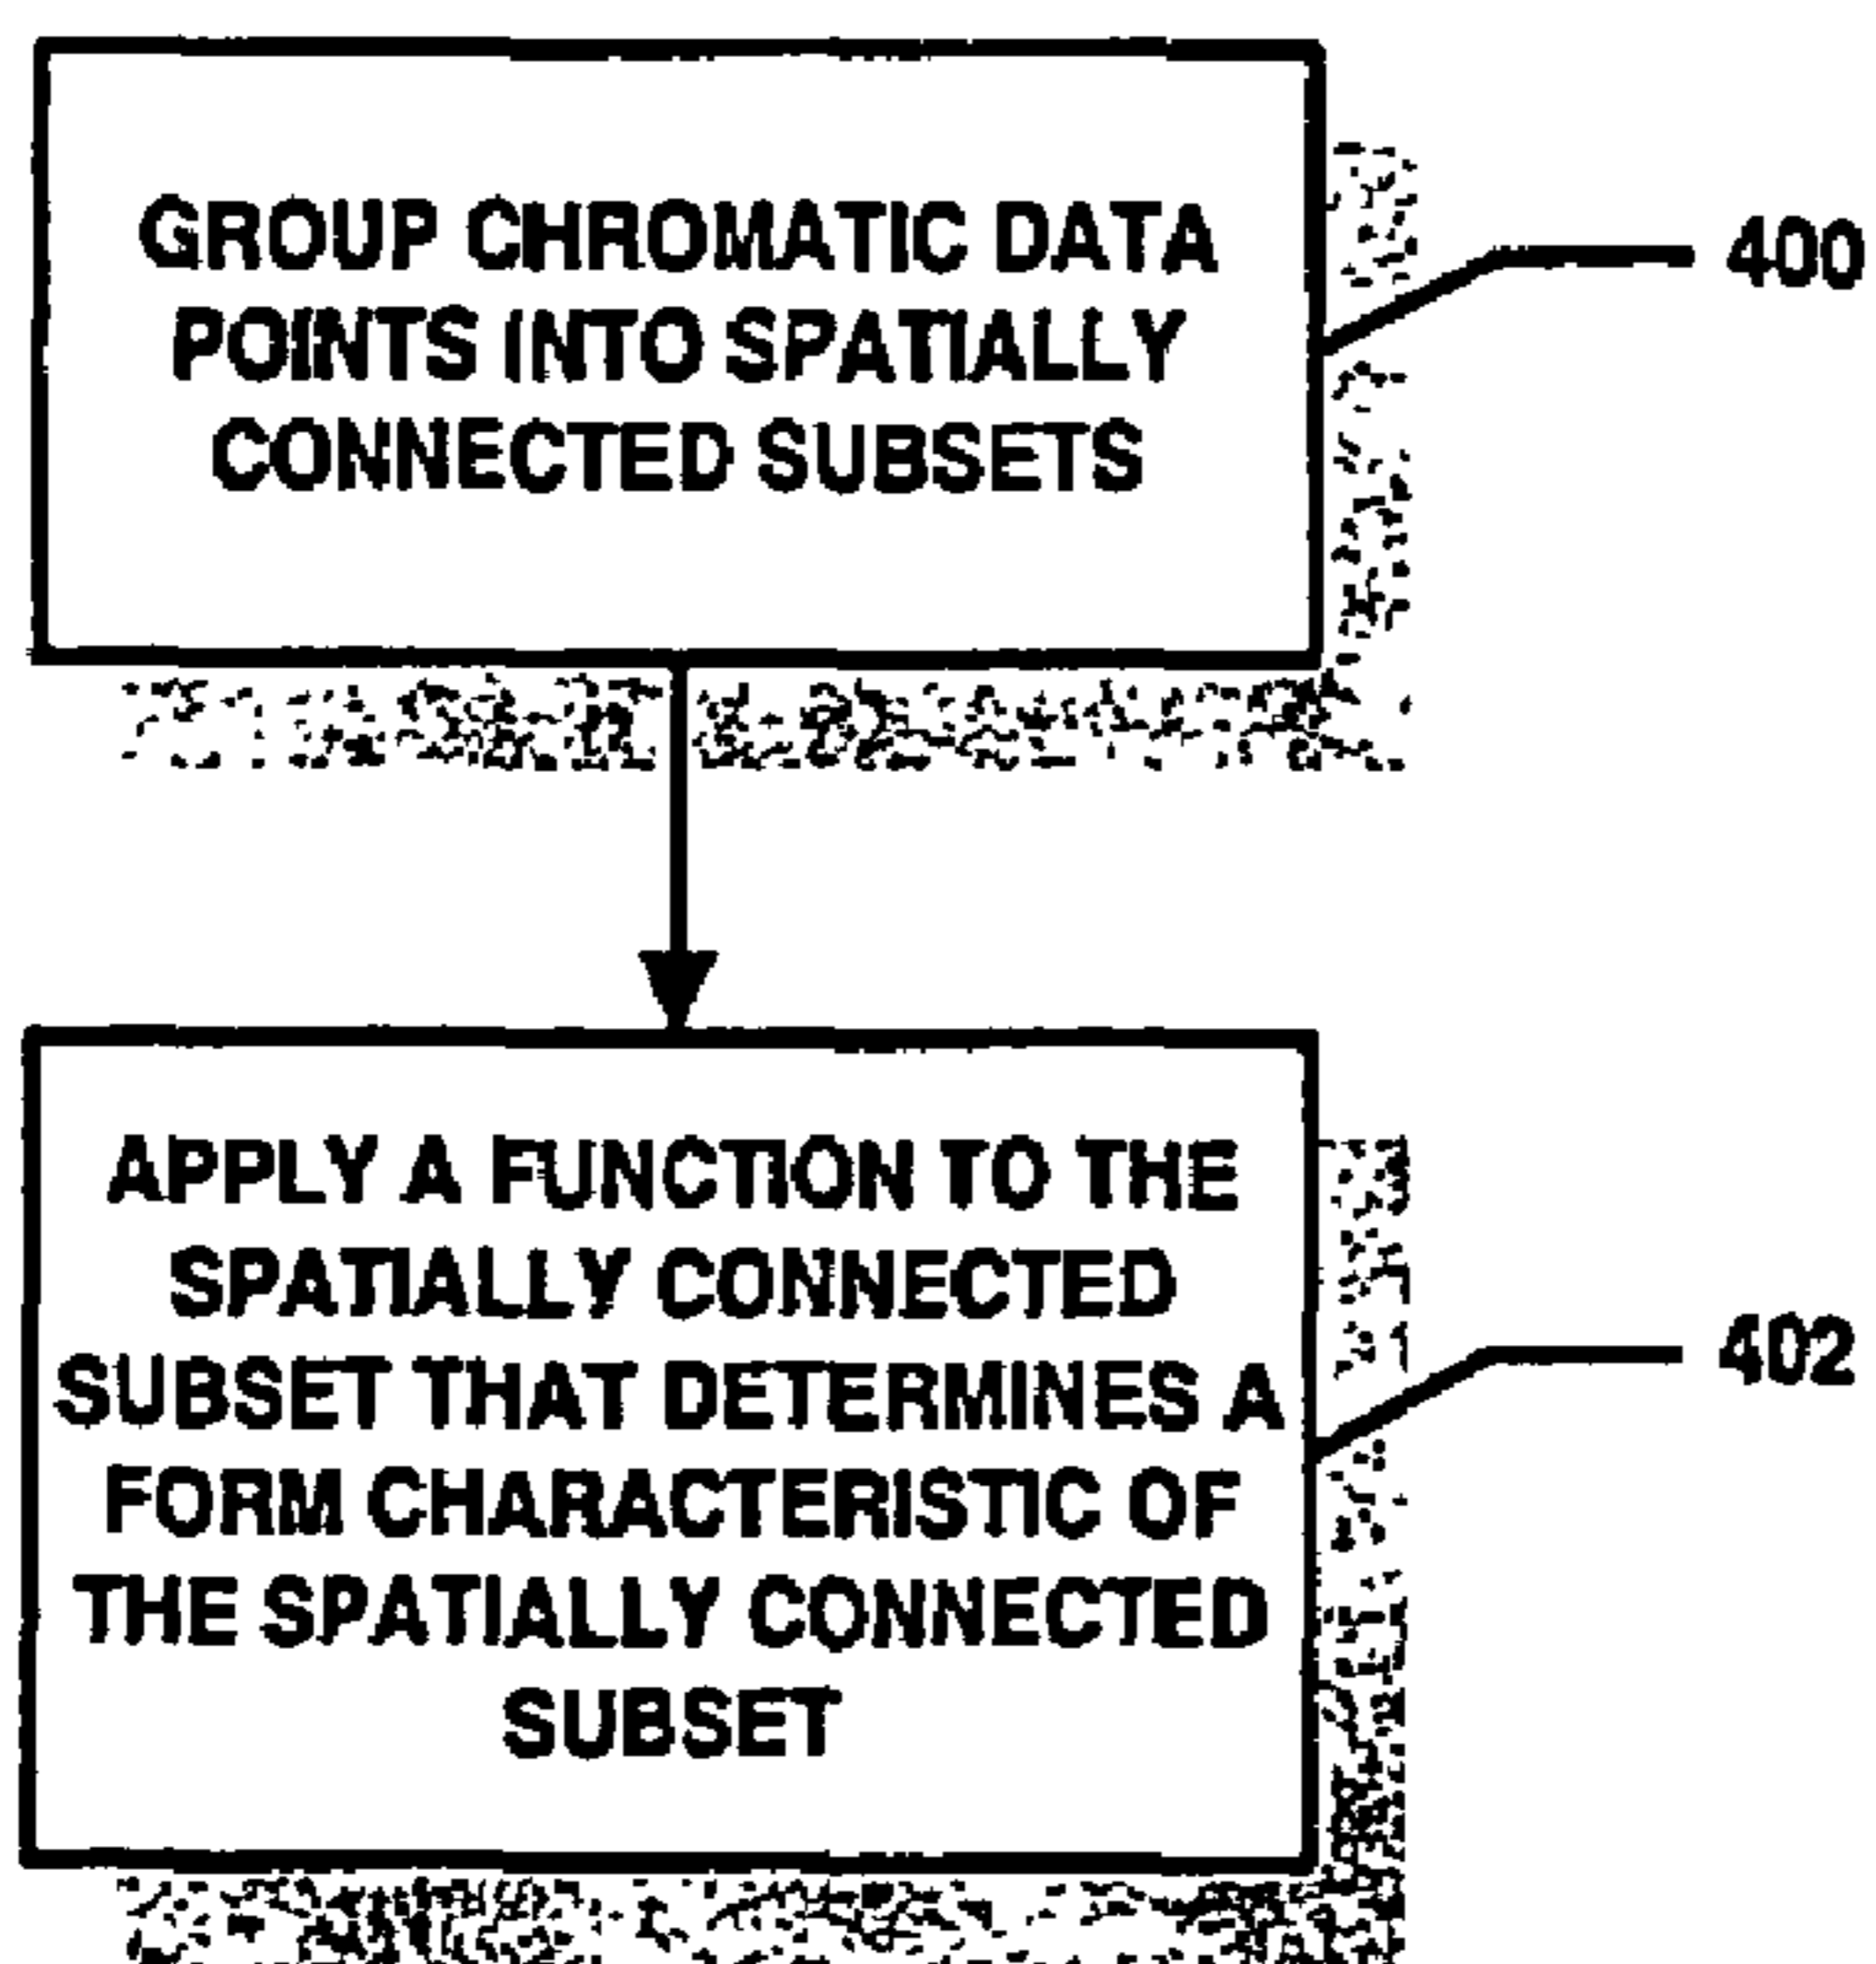 GROUP CHROMATIC DATA
POINTS INTO SPATIALLY
CONNECTED SUBSETS
400
APPLY A FUNCTION TO THE
SPATIALLY CONNECTED
SUBSET THAT DETERMINES A
FORM CHARACTERISTIC OF
THE SPATIALLY CONNECTED
SUBSET
402